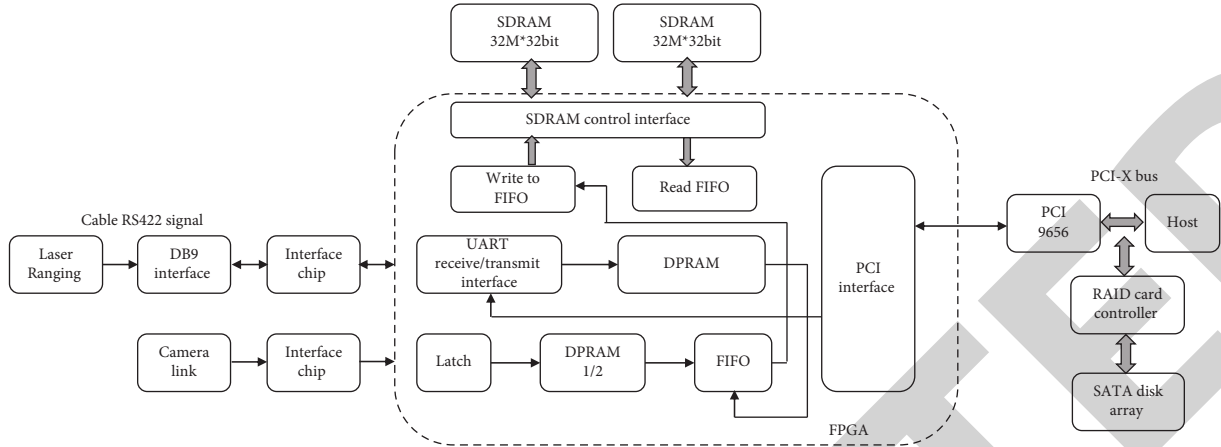 SDRAM
32M*32bit
SDRAM
32M*32bit
SDRAM control interface
Write to
FIFO
Read FIFO
PCI-X bus
Cable RS422 signal
Laser
Ranging
DB9
interface
Interface
chip
UART
receive/transmit
interface
DPRAM
PCI
interface
PCI
9656
Host
RAID card
controller
Camera
link
Interface
chip
Latch
DPRAM
1/2
FIFO
SATA disk
array
FPGA